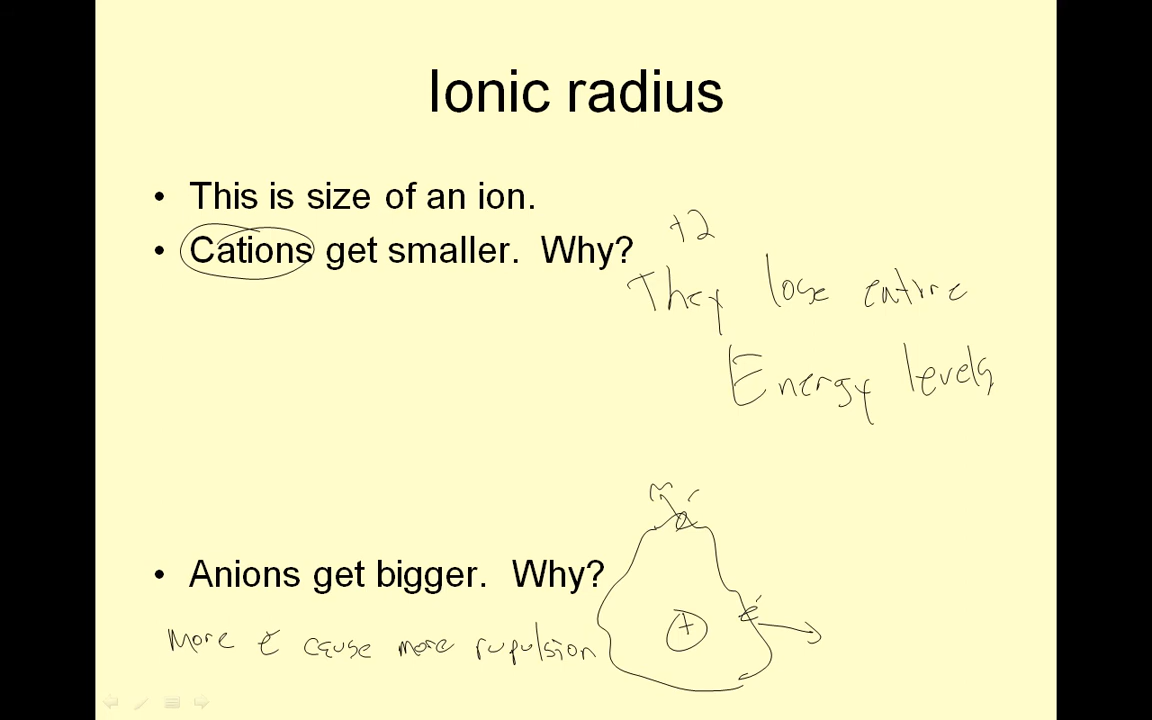 Ionic radius
• This is size of an ion.
• Cations get smaller. Why?
+2
They lose entire
Energy levels
• Anions get bigger. Why?
e⁻
+
e⁻
More e⁻ cause more rupulsion